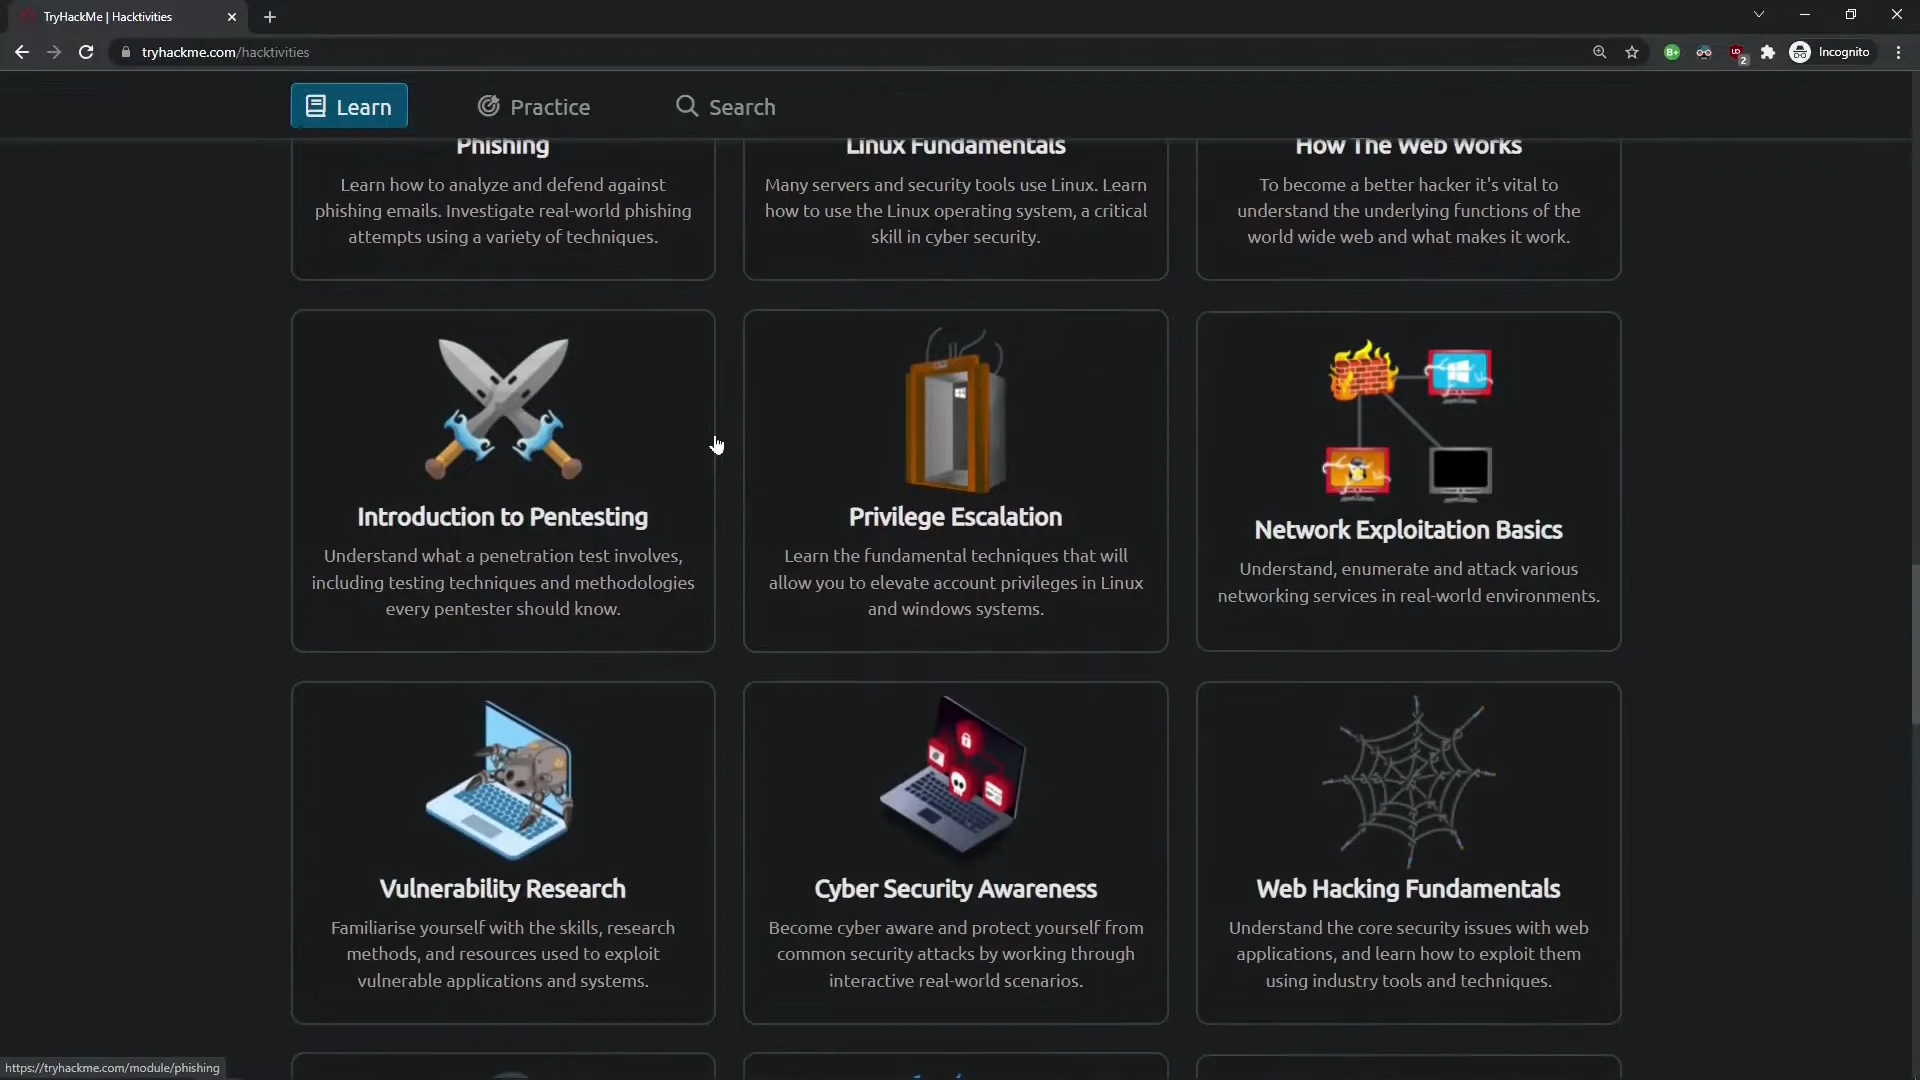 TryHackMe | Hacktivities
tryhackme.com/hacktivities
2
Incognito
Learn
Practice
Search
Phishing
Learn how to analyze and defend against
phishing emails. Investigate real-world phishing
attempts using a variety of techniques.
Linux Fundamentals
Many servers and security tools use Linux. Learn
how to use the Linux operating system, a critical
skill in cyber security.
How The Web Works
To become a better hacker it's vital to
understand the underlying functions of the
world wide web and what makes it work.
Introduction to Pentesting
Understand what a penetration test involves,
including testing techniques and methodologies
every pentester should know.
Privilege Escalation
Learn the fundamental techniques that will
allow you to elevate account privileges in Linux
and windows systems.
Network Exploitation Basics
Understand, enumerate and attack various
networking services in real-world environments.
Vulnerability Research
Familiarise yourself with the skills, research
methods, and resources used to exploit
vulnerable applications and systems.
Cyber Security Awareness
Become cyber aware and protect yourself from
common security attacks by working through
interactive real-world scenarios.
Web Hacking Fundamentals
Understand the core security issues with web
applications, and learn how to exploit them
using industry tools and techniques.
https://tryhackme.com/module/phishing